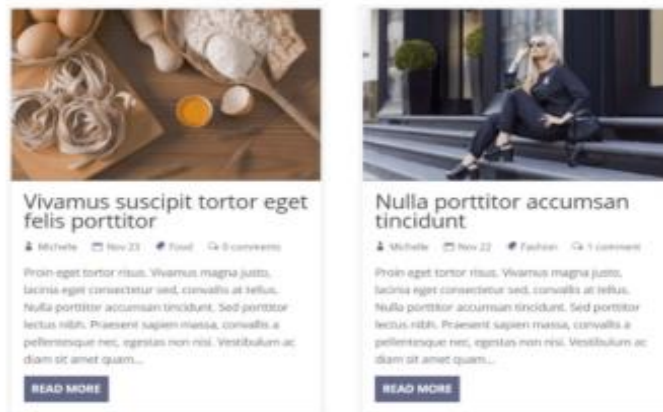 Vivamus suscipit tortor eget
felis porttitor
Michelle Nov 23 Food 0 comments
Proin eget tortor risus. Vivamus magna justo,
lacinia eget consectetur sed, convallis at tellus.
Nulla porttitor accumsan tincidunt. Sed porttitor
lectus nibh. Praesent sapien massa, convallis a
pellentesque nec, egestas non nisi. Vestibulum ac
diam sit amet quam...
READ MORE
Nulla porttitor accumsan
tincidunt
Michelle Nov 22 Fashion 1 comment
Proin eget tortor risus. Vivamus magna justo,
lacinia eget consectetur sed, convallis at tellus.
Nulla porttitor accumsan tincidunt. Sed porttitor
lectus nibh. Praesent sapien massa, convallis a
pellentesque nec, egestas non nisi. Vestibulum ac
diam sit amet quam...
READ MORE